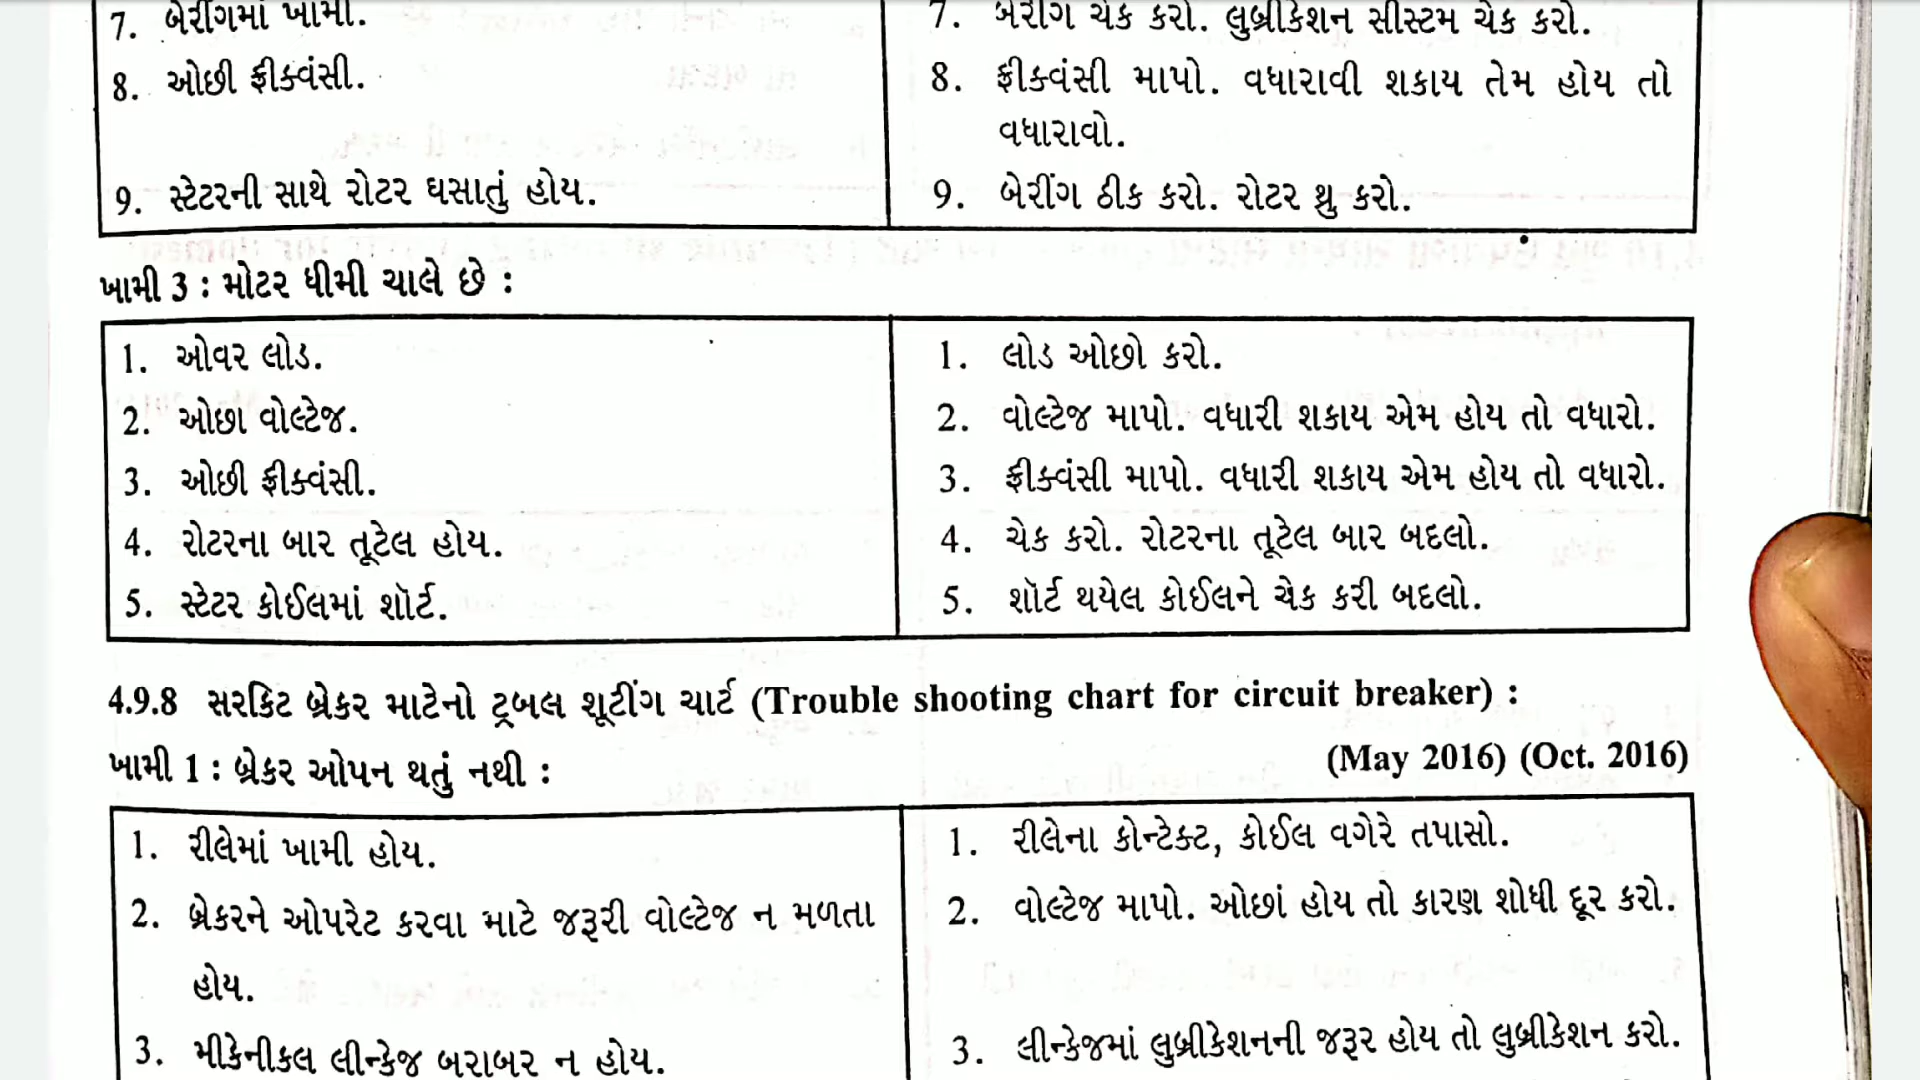 7. બેરીંગમાં ખામી.
7. બેરીંગ ચેક કરો. લુબ્રીકેશન સીસ્ટમ ચેક કરો.
8. ઓછી ફ્રીક્વંસી.
8. ફ્રીક્વંસી માપો. વધારાવી શકાય તેમ હોય તો
વધારાવો.
9. સ્ટેટરની સાથે રોટર ઘસાતું હોય.
9. બેરીંગ ઠીક કરો. રોટર થ્રુ કરો.
ખામી 3 : મોટર ધીમી ચાલે છે :
1. ઓવર લોડ.
1. લોડ ઓછો કરો.
2. ઓછા વોલ્ટેજ.
2. વોલ્ટેજ માપો. વધારી શકાય એમ હોય તો વધારો.
3. ઓછી ફ્રીક્વંસી.
3. ફ્રીક્વંસી માપો. વધારી શકાય એમ હોય તો વધારો.
4. રોટરના બાર તૂટેલ હોય.
4. ચેક કરો. રોટરના તૂટેલ બાર બદલો.
5. સ્ટેટર કોઈલમાં શૉર્ટ.
5. શૉર્ટ થયેલ કોઈલને ચેક કરી બદલો.
4.9.8 સરકિટ બ્રેકર માટેનો ટ્રબલ શૂટીંગ ચાર્ટ (Trouble shooting chart for circuit breaker) :
ખામી 1 : બ્રેકર ઓપન થતું નથી :
(May 2016) (Oct. 2016)
1. રીલેમાં ખામી હોય.
1. રીલેના કોન્ટેક્ટ, કોઈલ વગેરે તપાસો.
2. બ્રેકરને ઓપરેટ કરવા માટે જરૂરી વોલ્ટેજ ન મળતા
હોય.
2. વોલ્ટેજ માપો. ઓછાં હોય તો કારણ શોધી દૂર કરો.
3. મીકેનીકલ લીન્કેજ બરાબર ન હોય.
3. લીન્કેજમાં લુબ્રીકેશનની જરૂર હોય તો લુબ્રીકેશન કરો.